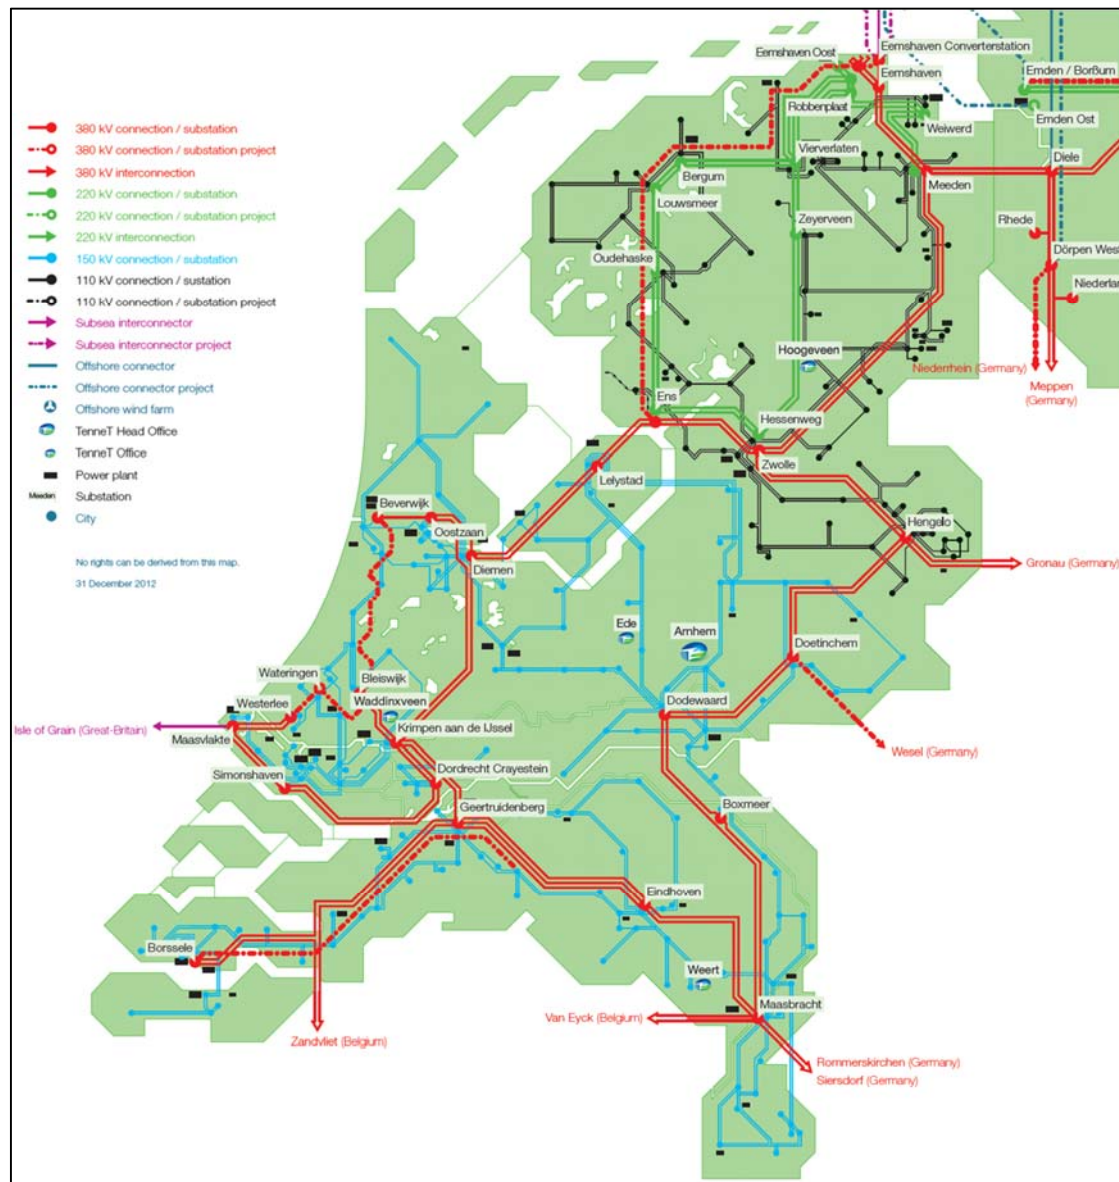 380 kV connection / substation
380 kV connection / substation project
380 kV interconnection
220 kV connection / substation
220 kV connection / substation project
220 kV interconnection
150 kV connection / substation
110 kV connection / sustation
110 kV connection / substation project
Subsea interconnector
Subsea interconnector project
Offshore connector
Offshore connector project
Offshore wind farm
TenneT Head Office
TenneT Office
Power plant
Meeden
Substation
City
No rights can be derived from this map.
31 December 2012
Eemshaven Oost
Eemshaven Converterstation
Eemshaven
Emden / Borßum
Robbenplaat
Emden Ost
Weiwerd
Vierverlaten
Diele
Bergum
Meeden
Louwsmeer
Rhede
Zeyerveen
Oudehaske
Dörpen West
Niederlan
Hoogeveen
Niederrhein (Germany)
Meppen
(Germany)
Ens
Hessenweg
Zwolle
Lelystad
Beverwijk
Oostzaan
Hengelo
Diemen
Gronau (Germany)
Ede
Arnhem
Doetinchem
Wateringen
Bleiswijk
Westerlee
Waddinxveen
Dodewaard
Isle of Grain (Great-Britain)
Krimpen aan de IJssel
Maasvlakte
Wesel (Germany)
Simonshaven
Dordrecht Crayestein
Geertruidenberg
Boxmeer
Eindhoven
Borssele
Weert
Maasbracht
Van Eyck (Belgium)
Zandvliet (Belgium)
Rommerskirchen (Germany)
Siersdorf (Germany)